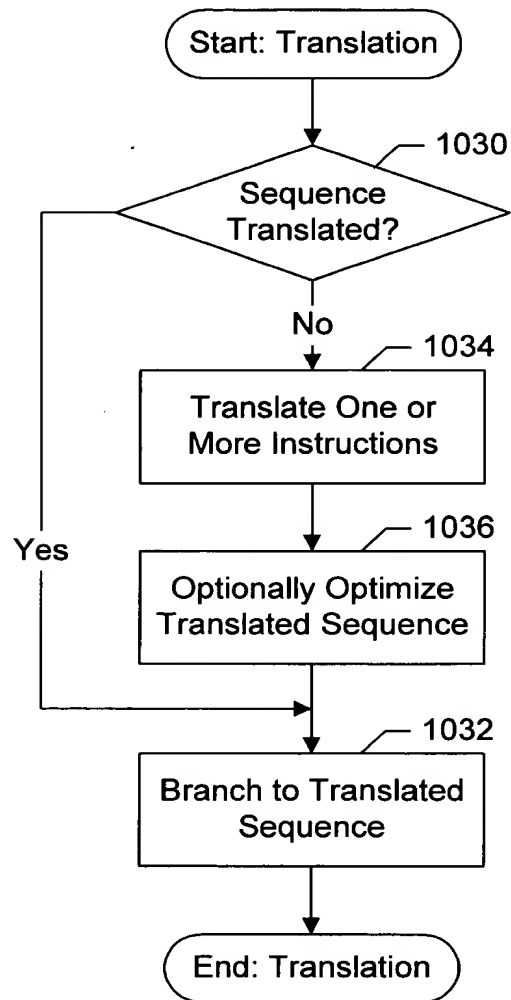 Start: Translation
1030
Sequence
Translated?
No
1034
Translate One or
More Instructions
Yes
1036
Optionally Optimize
Translated Sequence
1032
Branch to Translated
Sequence
End: Translation